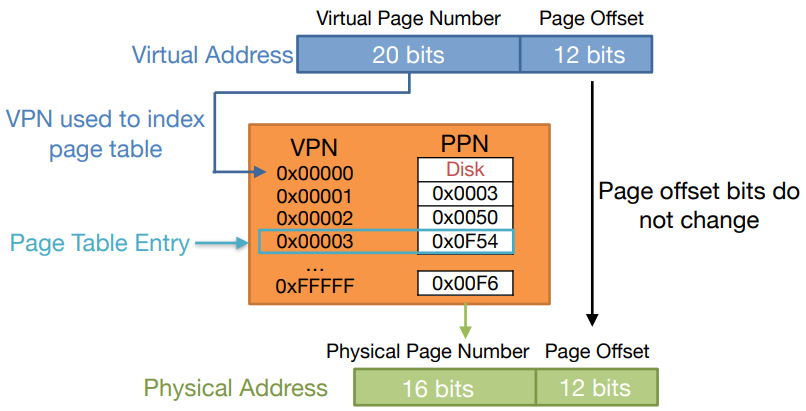 Virtual Page Number Page Offset
Virtual Address 20 bits 12 bits
VPN used to index
page table
VPN PPN
0x00000 Disk
0x00001 0x0003
0x00002 0x0050
Page Table Entry 0x00003 0x0F54
...
0xFFFFF 0x00F6
Page offset bits do
not change
Physical Page Number Page Offset
Physical Address 16 bits 12 bits